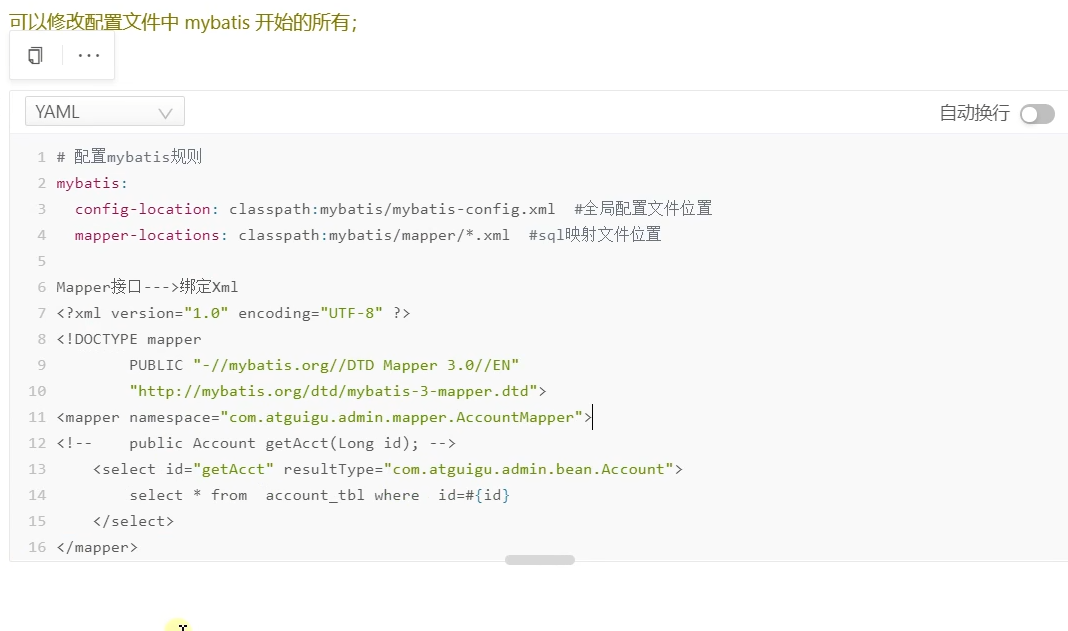 可以修改配置文件中 mybatis 开始的所有；
YAML
自动换行
1 # 配置mybatis规则
2 mybatis:
3   config-location: classpath:mybatis/mybatis-config.xml  #全局配置文件位置
4   mapper-locations: classpath:mybatis/mapper/*.xml  #sql映射文件位置
5
6 Mapper接口--->绑定Xml
7 <?xml version="1.0" encoding="UTF-8" ?>
8 <!DOCTYPE mapper
9         PUBLIC "-//mybatis.org//DTD Mapper 3.0//EN"
10         "http://mybatis.org/dtd/mybatis-3-mapper.dtd">
11 <mapper namespace="com.atguigu.admin.mapper.AccountMapper">
12 <!--    public Account getAcct(Long id); -->
13     <select id="getAcct" resultType="com.atguigu.admin.bean.Account">
14         select * from  account_tbl where  id=#{id}
15     </select>
16 </mapper>